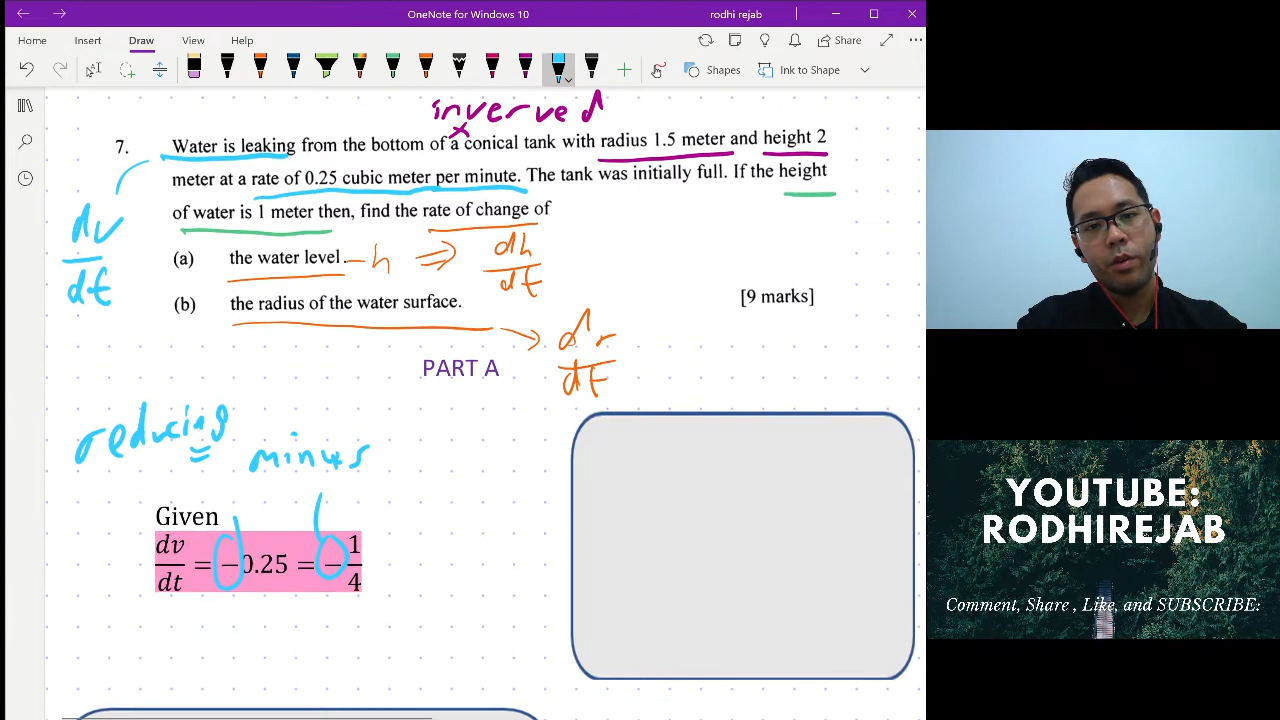 OneNote for Windows 10
rodhi rejab
Home Insert Draw View Help
Share
Shapes
Ink to Shape
inverved
7. Water is leaking from the bottom of a conical tank with radius 1.5 meter and height 2
meter at a rate of 0.25 cubic meter per minute. The tank was initially full. If the height
of water is 1 meter then, find the rate of change of
(a) the water level. – h ⇒ dh/dt
(b) the radius of the water surface.
[9 marks]
dv/dt
dr/dt
PART A
reducing
minus
Given
dv/dt = −0.25 = −1/4
YOUTUBE:
RODHIREJAB
Comment, Share , Like, and SUBSCRIBE: